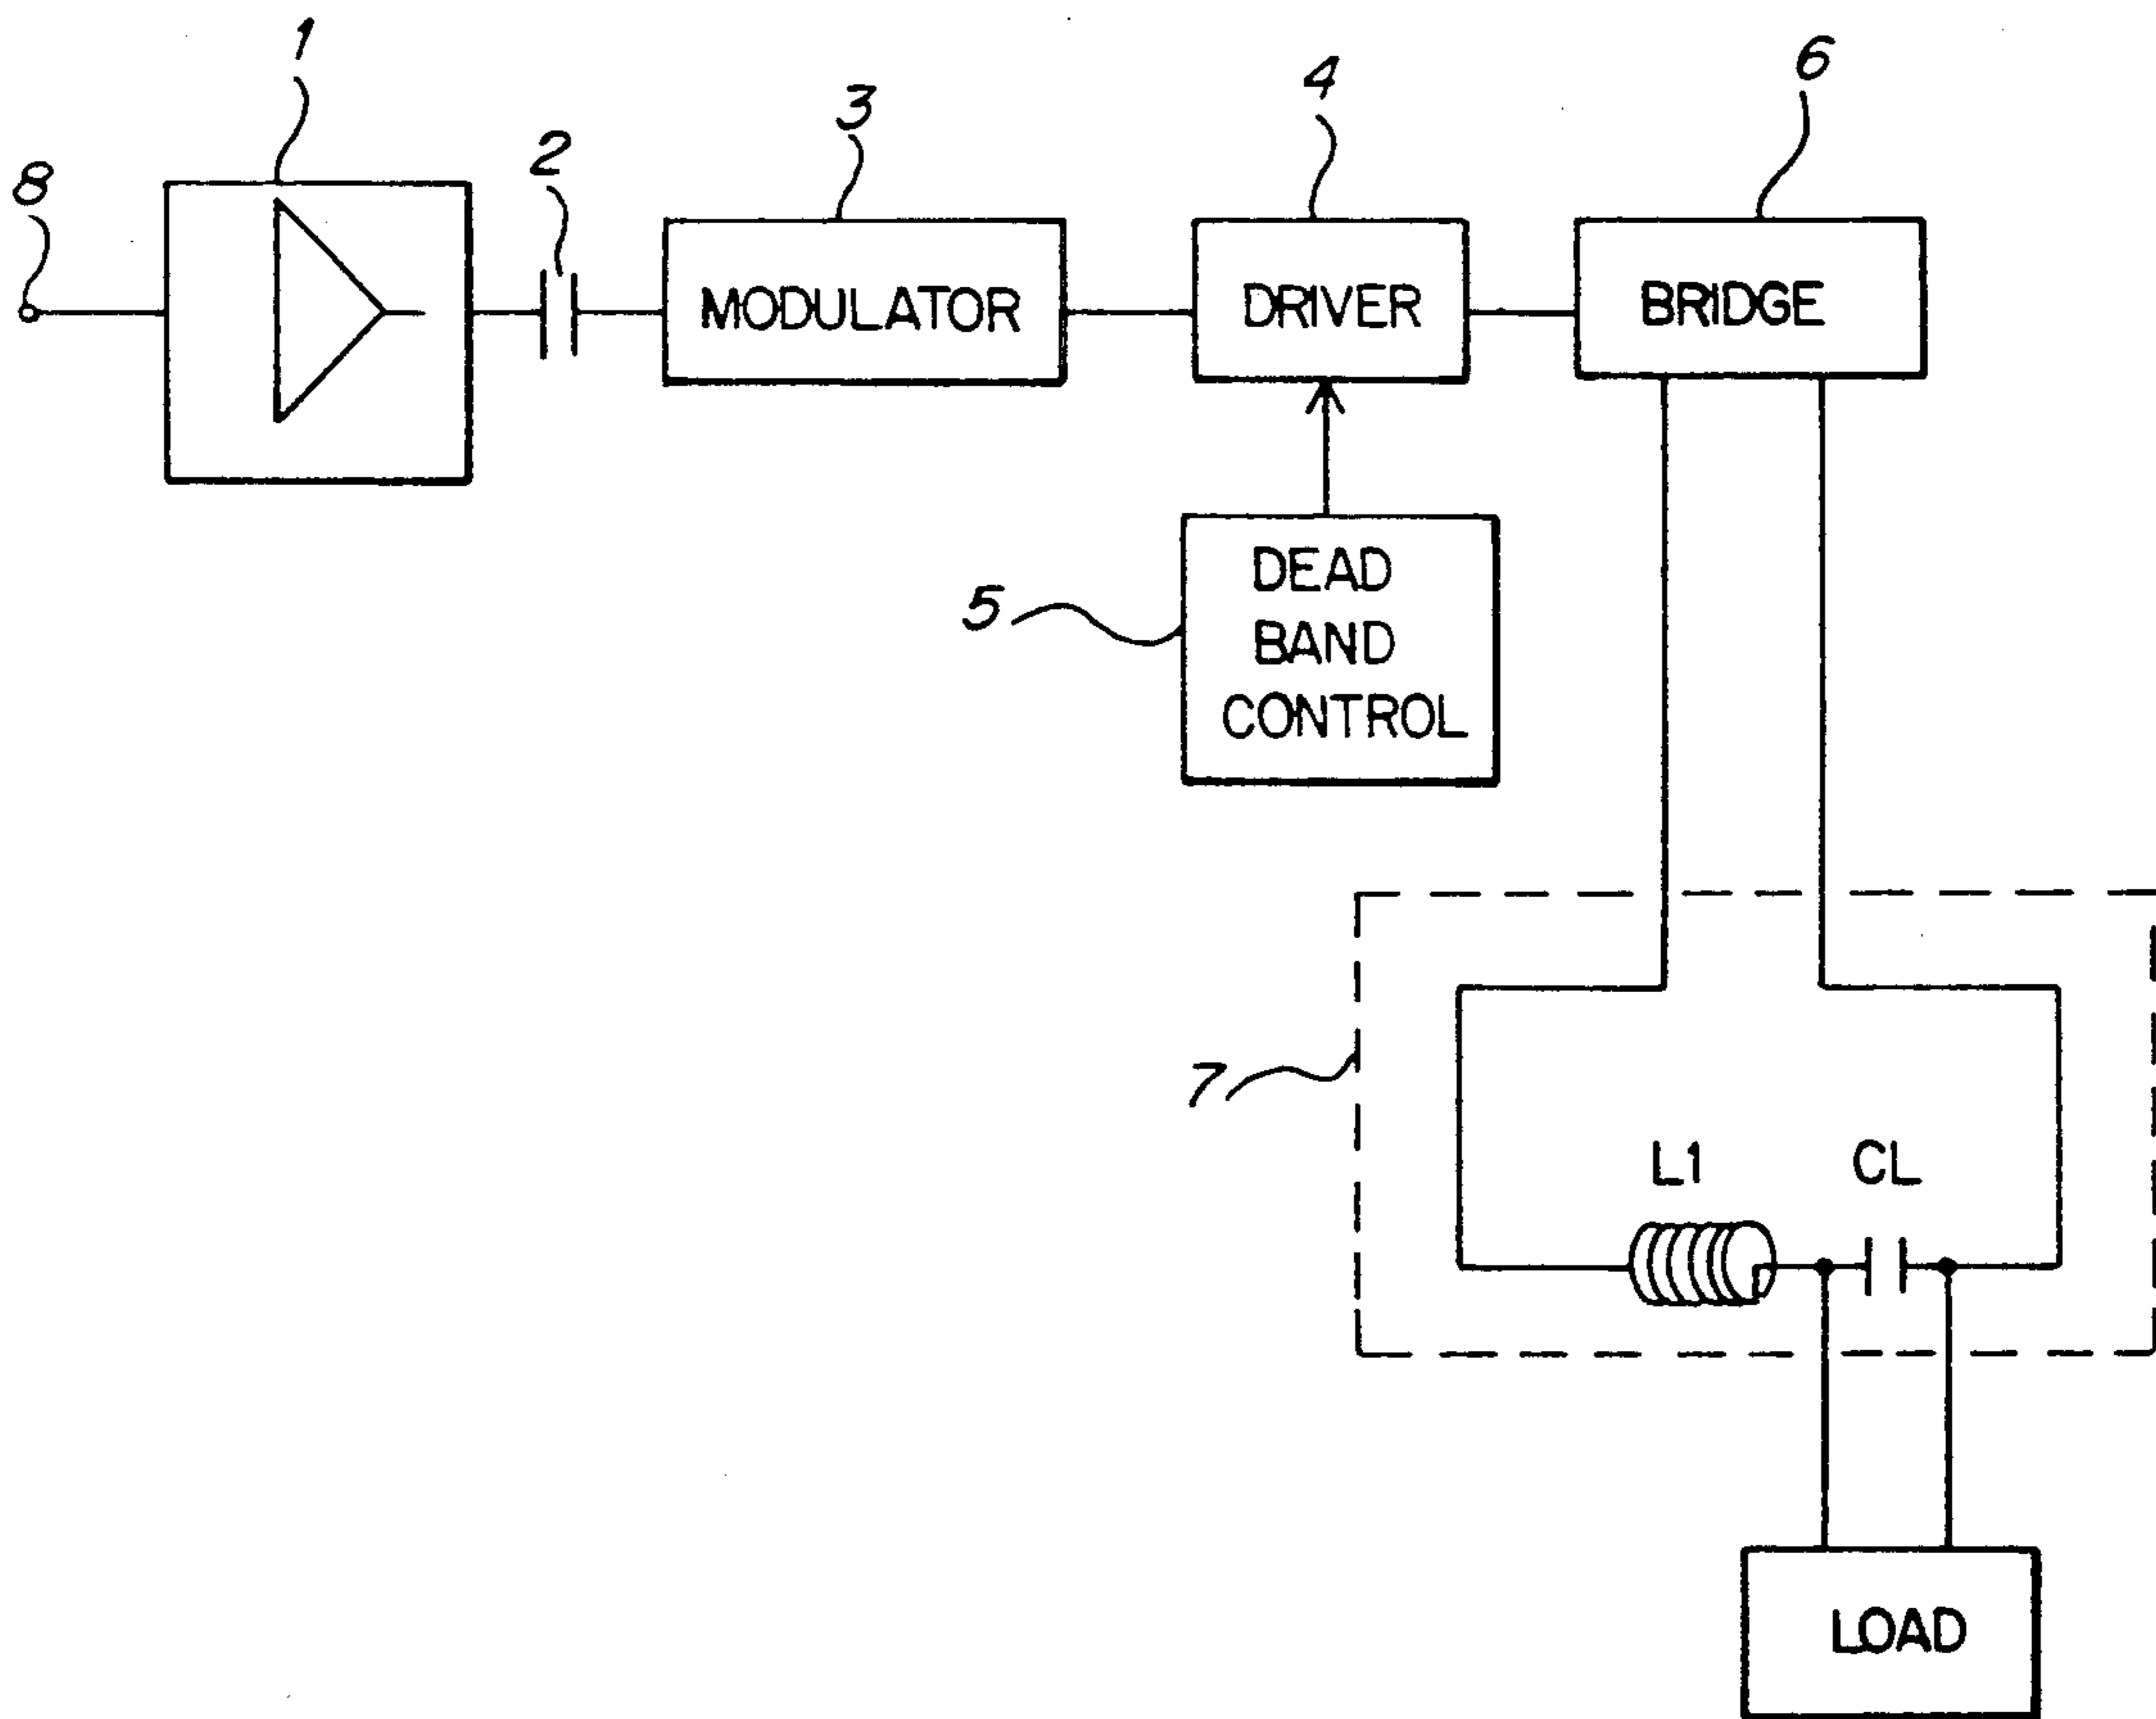 1
2
3
4
6
8
MODULATOR
DRIVER
BRIDGE
5
DEAD
BAND
CONTROL
7
L1
CL
LOAD